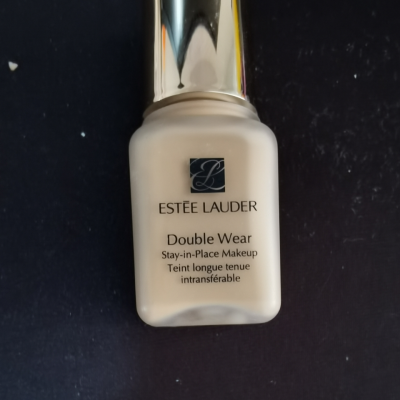 ESTĒE LAUDER
Double Wear
Stay-in-Place Makeup
Teint longue tenue
intransférable